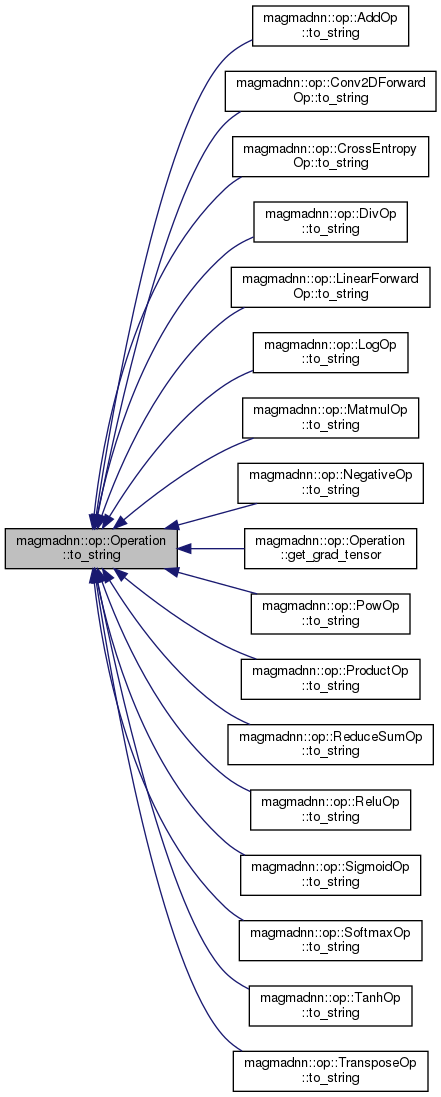 magmadnn::op::AddOp
::to_string
magmadnn::op::Conv2DForward
Op::to_string
magmadnn::op::CrossEntropy
Op::to_string
magmadnn::op::DivOp
::to_string
magmadnn::op::LinearForward
Op::to_string
magmadnn::op::LogOp
::to_string
magmadnn::op::MatmulOp
::to_string
magmadnn::op::NegativeOp
::to_string
magmadnn::op::Operation
::to_string
magmadnn::op::Operation
::get_grad_tensor
magmadnn::op::PowOp
::to_string
magmadnn::op::ProductOp
::to_string
magmadnn::op::ReduceSumOp
::to_string
magmadnn::op::ReluOp
::to_string
magmadnn::op::SigmoidOp
::to_string
magmadnn::op::SoftmaxOp
::to_string
magmadnn::op::TanhOp
::to_string
magmadnn::op::TransposeOp
::to_string